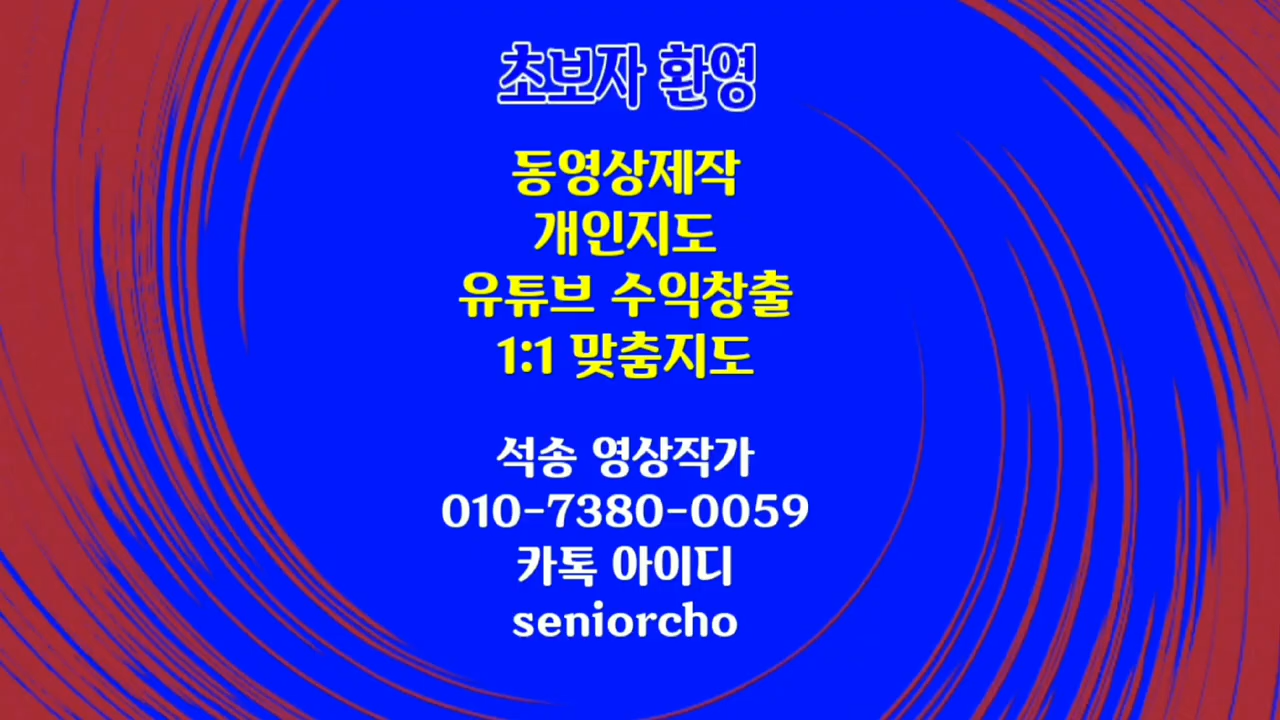 초보자 환영
동영상제작
개인지도
유튜브 수익창출
1:1 맞춤지도
석송 영상작가
010-7380-0059
카톡 아이디
seniorcho